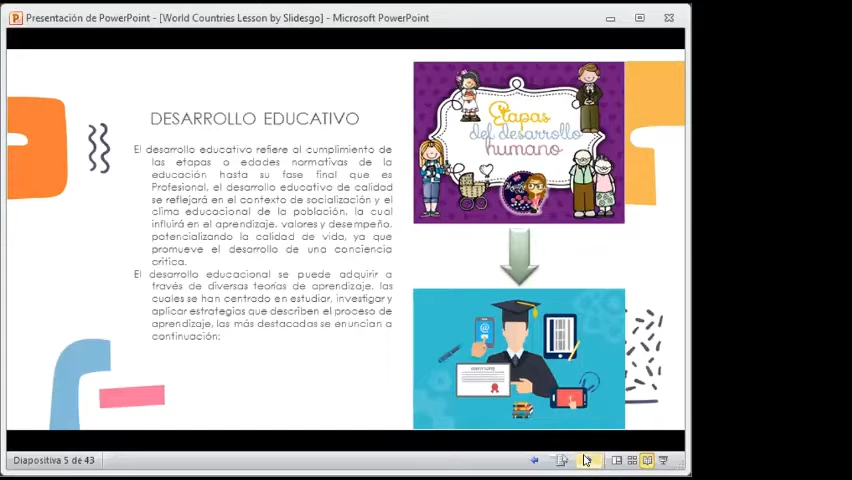 Presentación de PowerPoint - [World Countries Lesson by Slidesgo] - Microsoft PowerPoint
DESARROLLO EDUCATIVO
El desarrollo educativo refiere al cumplimiento de
las etapas o edades normativas de la
educación hasta su fase final que es
Profesional, el desarrollo educativo de calidad
se reflejará en el contexto de socialización y el
clima educacional de la población, la cual
influirá en el aprendizaje, valores y desempeño,
potencializando la calidad de vida, ya que
promueve el desarrollo de una conciencia
crítica.
El desarrollo educacional se puede adquirir a
través de diversas teorías de aprendizaje, las
cuales se han centrado en estudiar, investigar y
aplicar estrategias que describen el proceso de
aprendizaje, las más destacadas se enuncian a
continuación:
Etapas
del desarrollo
humano
Diapositiva 5 de 43